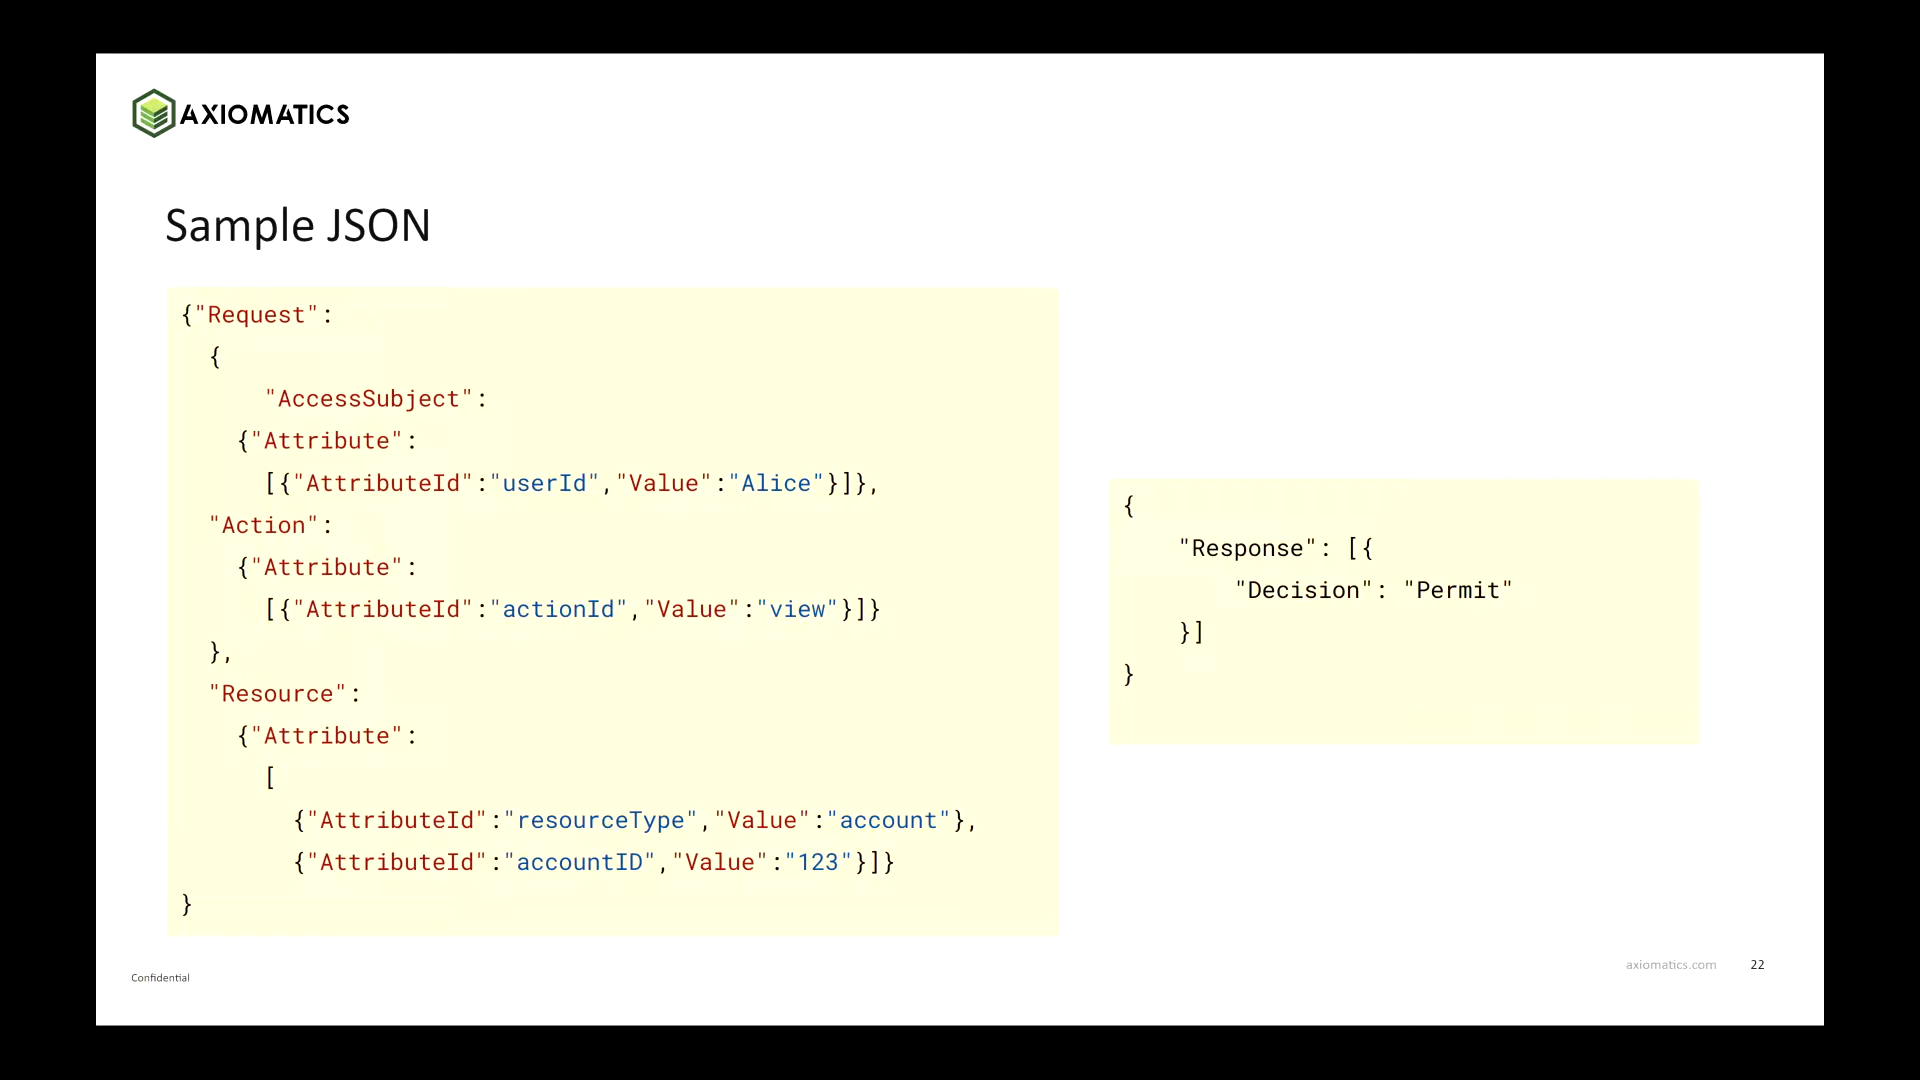 AXIOMATICS
Sample JSON
{"Request":
{
"AccessSubject":
{"Attribute":
[{"AttributeId":"userId","Value":"Alice"}]},
"Action":
{"Attribute":
[{"AttributeId":"actionId","Value":"view"}]}
},
"Resource":
{"Attribute":
[
{"AttributeId":"resourceType","Value":"account"},
{"AttributeId":"accountID","Value":"123"}]}
}
{
"Response": [{
"Decision": "Permit"
}]
}
Confidential
axiomatics.com 22